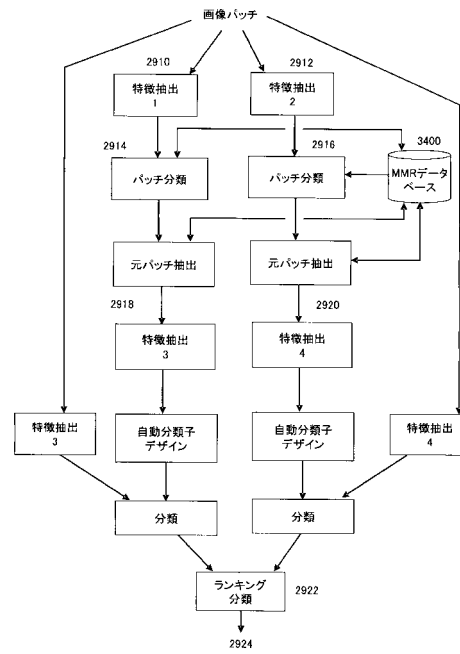 画像パッチ
2910
2912
特徴抽出
1
特徴抽出
2
2914
2916
3400
パッチ分類
パッチ分類
MMRデータ
ベース
元パッチ抽出
元パッチ抽出
2918
2920
特徴抽出
3
特徴抽出
4
特徴抽出
3
自動分類子
デザイン
自動分類子
デザイン
特徴抽出
4
分類
分類
ランキング
分類
2922
2924